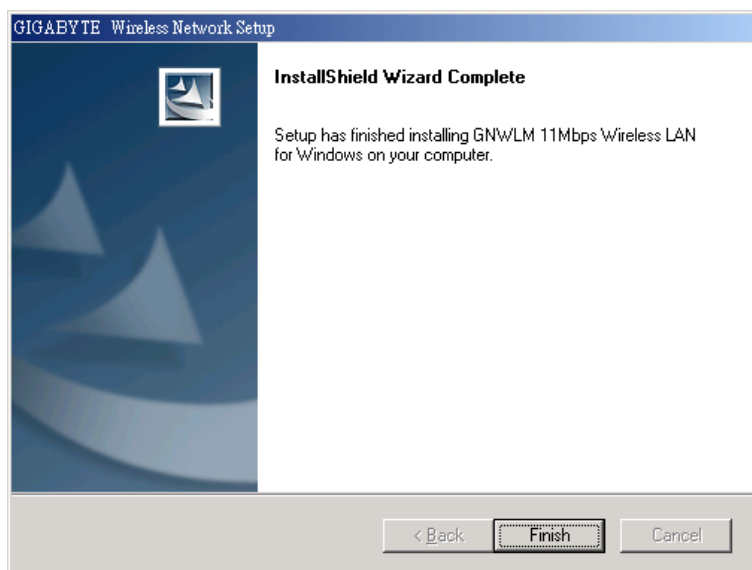 GIGABYTE Wireless Network Setup
InstallShield Wizard Complete
Setup has finished installing GNWLM 11Mbps Wireless LAN
for Windows on your computer.
< Back
Finish
Cancel